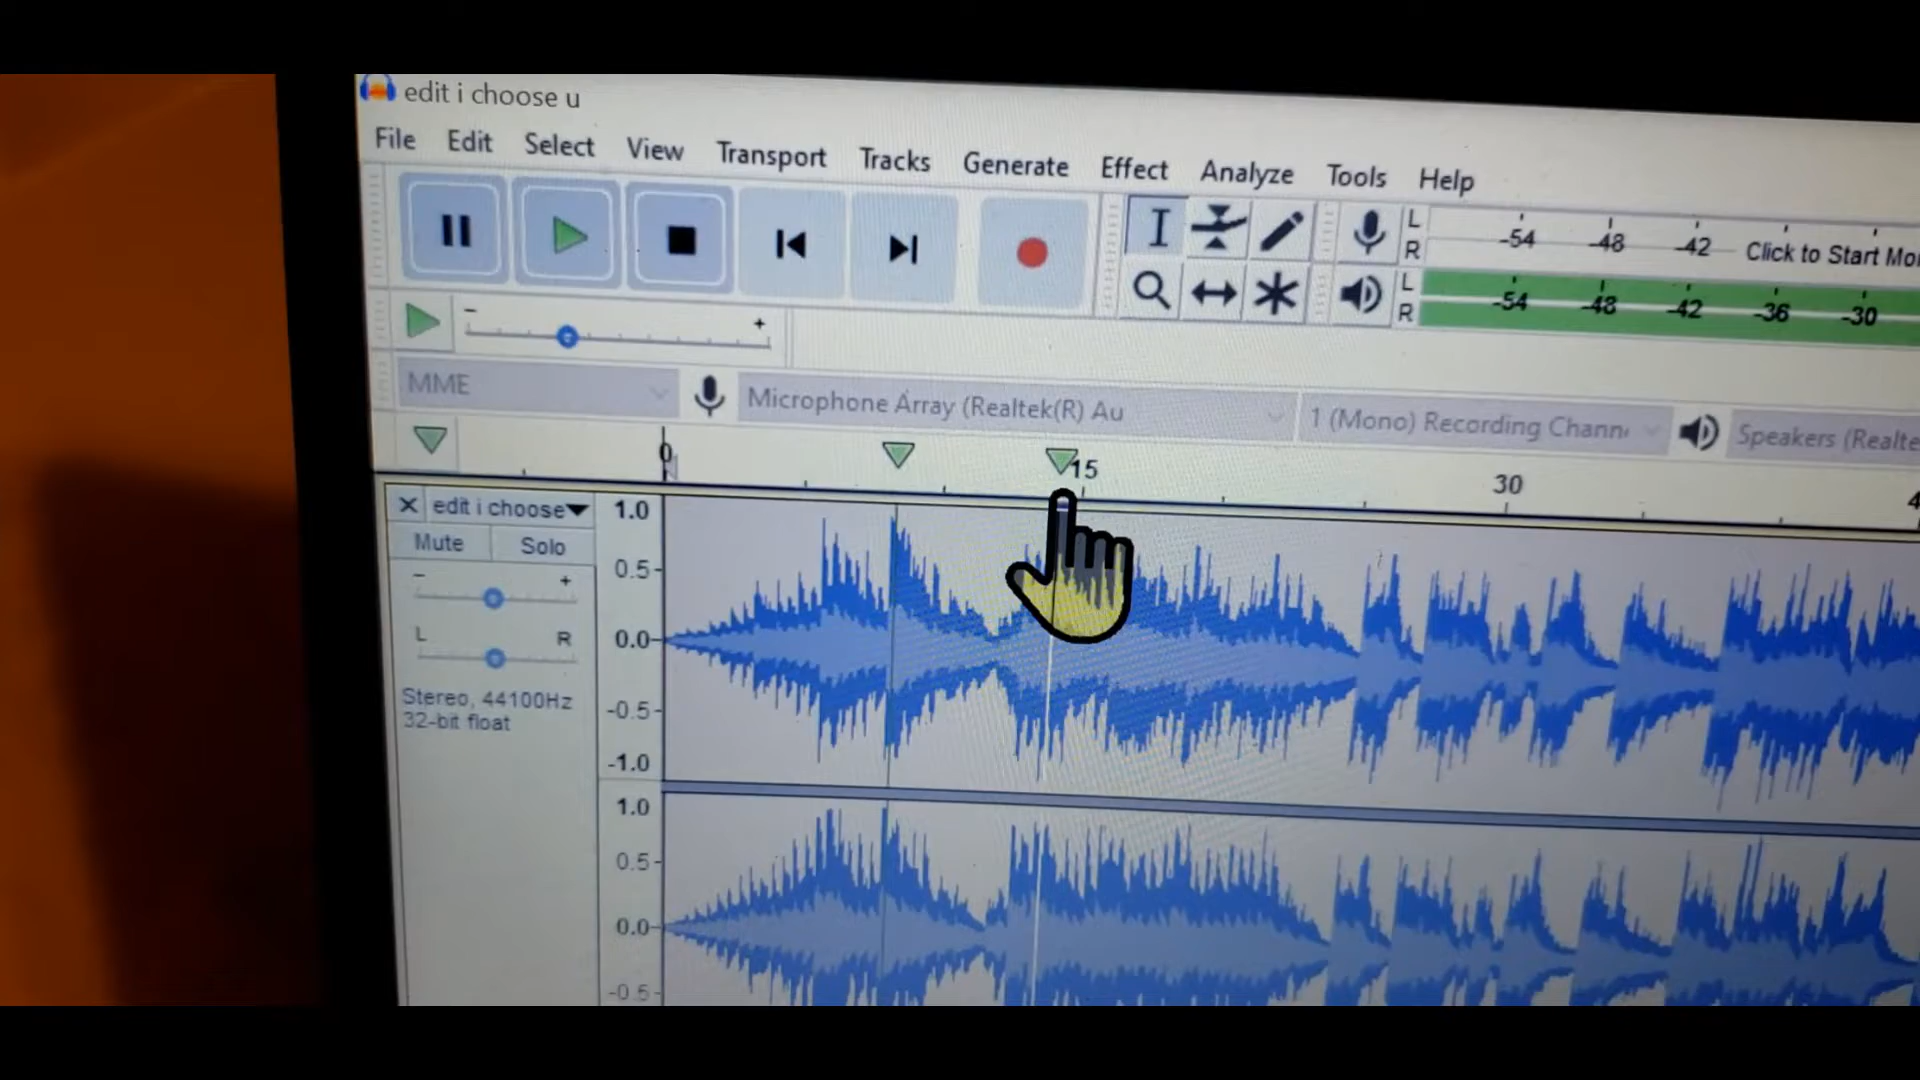 edit i choose u
File Edit Select View Transport Tracks Generate Effect Analyze Tools Help
L
R
-54 -48 -42 Click to Start Mo
L
R
-54 -48 -42 -36 -30
- +
MME
Microphone Array (Realtek(R) Au
1 (Mono) Recording Chann
Speakers (Realte
0 15 30 4
edit i choose
Mute Solo
- +
L R
Stereo, 44100Hz
32-bit float
1.0
0.5
0.0
-0.5
-1.0
1.0
0.5
0.0
-0.5